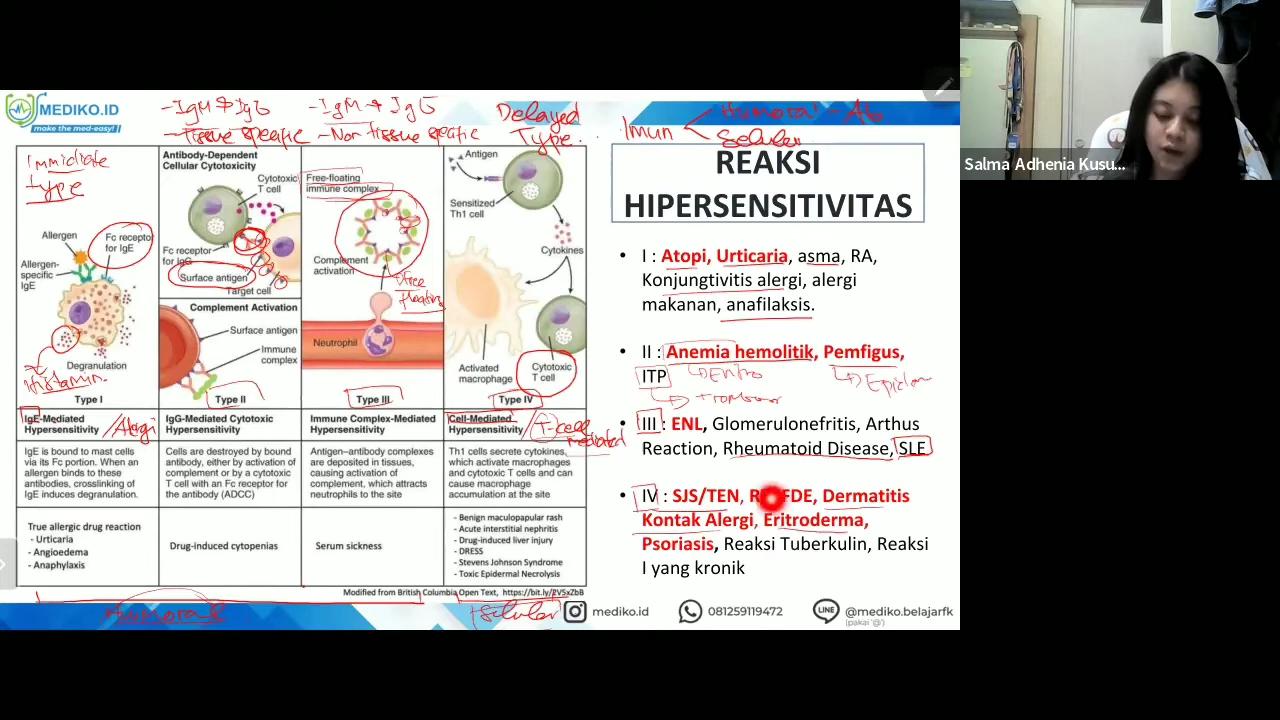 MEDIKO.ID
make the med-easy!
-IgM & IgG
-Tissue spesific
-IgM & IgG
-Non tissue spesific
Delayed
Type
Imun
Humoral - Ab
Selular
Salma Adhenia Kusu...
REAKSI
HIPERSENSITIVITAS
Immidiate
type
Allergen
Fc receptor
for IgE
Allergen-
specific
IgE
Degranulation
Histamin
Type I
Antibody-Dependent
Cellular Cytotoxicity
Cytotoxic
T cell
Fc receptor
for IgG
Surface antigen
Target cell
Complement Activation
Surface antigen
Immune
complex
Type II
Free-floating
immune complex
Complement
activation
Free
floating
Neutrophil
Type III
Antigen
Sensitized
Th1 cell
Cytokines
Activated
macrophage
Cytotoxic
T cell
Type IV
IgE-Mediated
Hypersensitivity
/Alergi
IgG-Mediated Cytotoxic
Hypersensitivity
Immune Complex-Mediated
Hypersensitivity
Cell-Mediated
Hypersensitivity
/T-cell
mediated
IgE is bound to mast cells
via its Fc portion. When an
allergen binds to these
antibodies, crosslinking of
IgE induces degranulation.
Cells are destroyed by bound
antibody, either by activation of
complement or by a cytotoxic
T cell with an Fc receptor for
the antibody (ADCC)
Antigen–antibody complexes
are deposited in tissues,
causing activation of
complement, which attracts
neutrophils to the site
Th1 cells secrete cytokines,
which activate macrophages
and cytotoxic T cells and can
cause macrophage
accumulation at the site
True allergic drug reaction
- Urticaria
- Angioedema
- Anaphylaxis
Drug-induced cytopenias
Serum sickness
- Benign maculopapular rash
- Acute interstitial nephritis
- Drug-induced liver injury
- DRESS
- Stevens Johnson Syndrome
- Toxic Epidermal Necrolysis
Modified from British Columbia Open Text, https://bit.ly/2V5xZbB
Humoral
selular
• I : Atopi, Urticaria, asma, RA,
Konjungtivitis alergi, alergi
makanan, anafilaksis.
• II : Anemia hemolitik, Pemfigus,
ITP
Eritro
Epiderm
• III : ENL, Glomerulonefritis, Arthus
Reaction, Rheumatoid Disease, SLE
• IV : SJS/TEN, FDE, Dermatitis
Kontak Alergi, Eritroderma,
Psoriasis, Reaksi Tuberkulin, Reaksi
I yang kronik
mediko.id
081259119472
LINE
@mediko.belajarfk
(pakai '@')